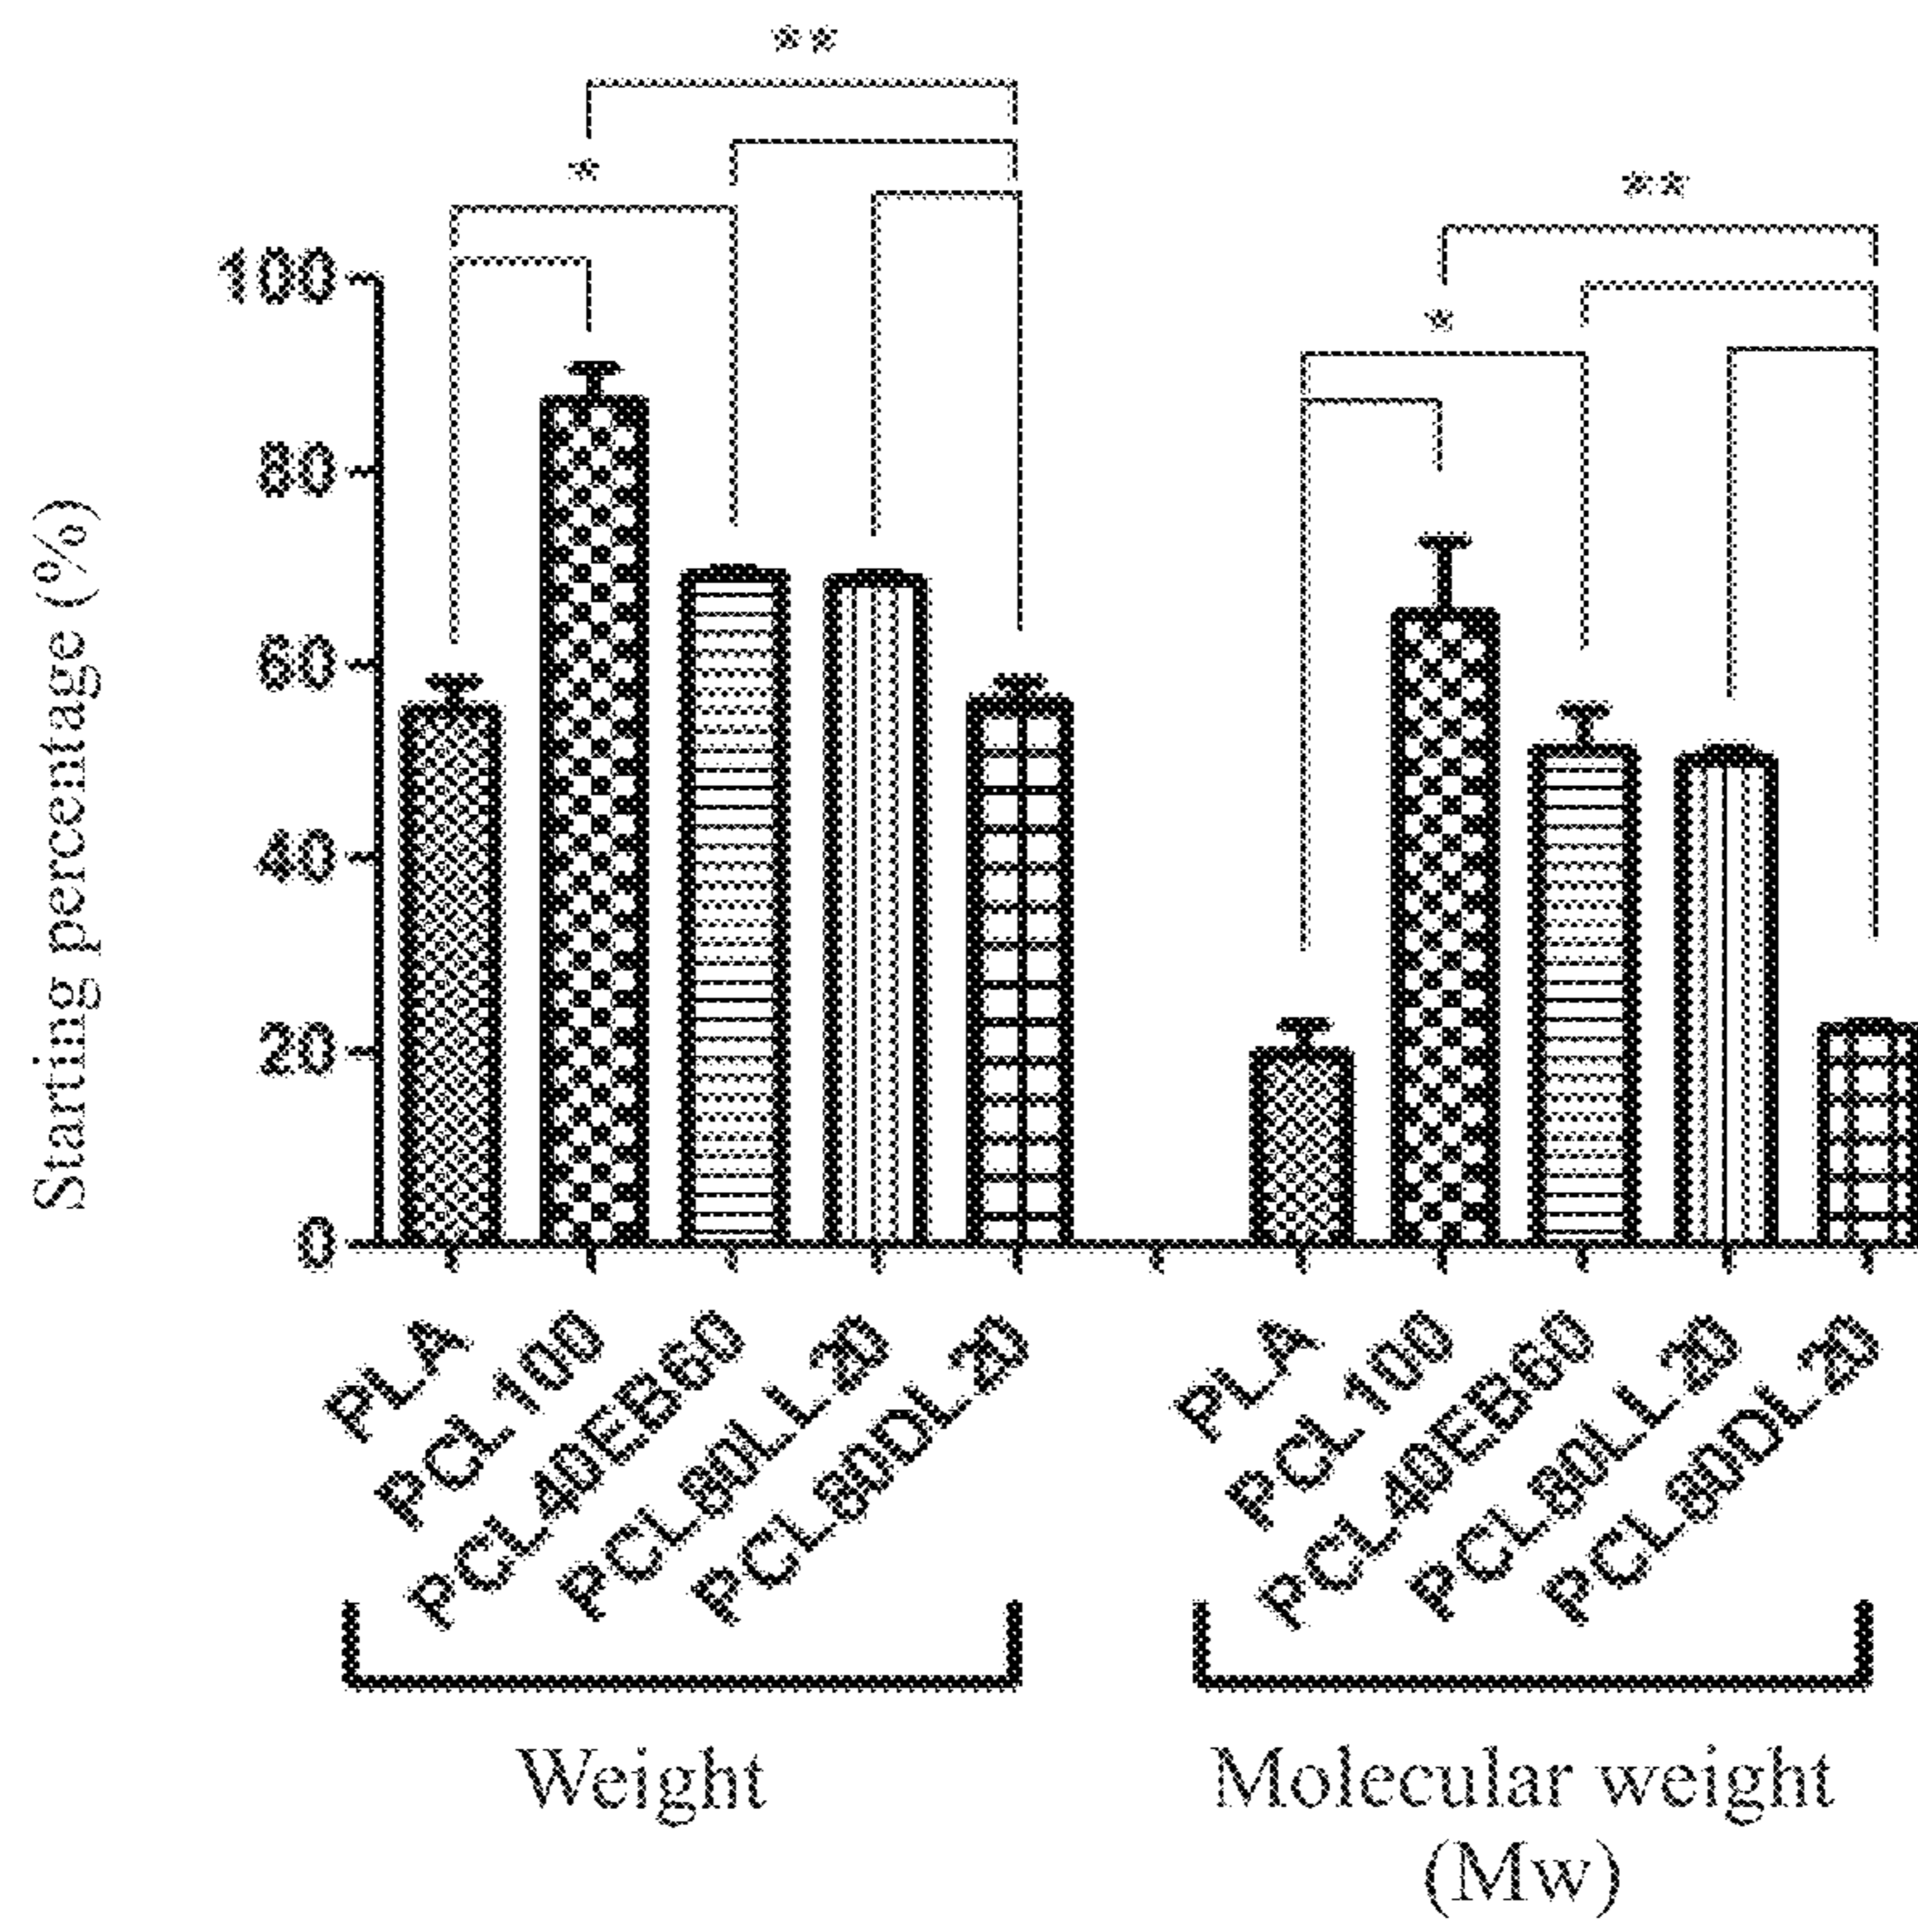 **
*
**
*
Starting percentage (%)
100
80
60
40
20
0
PLA
PCL100
PCL40EB60
PCL80LL20
PCL80DL20
PLA
PCL100
PCL40EB60
PCL80LL20
PCL80DL20
Weight
Molecular weight
(Mw)